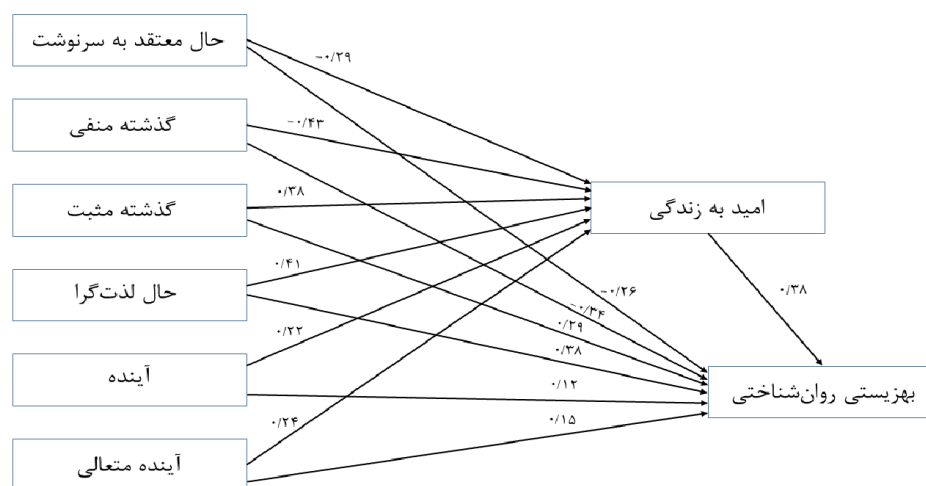 حال معتقد به سرنوشت
-۰/۲۹
گذشته منفی
-۰/۴۳
گذشته مثبت
۰/۳۸
امید به زندگی
حال لذت‌گرا
۰/۴۱
-۰/۲۶
۰/۳۸
-۰/۳۴
۰/۲۹
۰/۲۲
۰/۳۸
آینده
۰/۱۲
بهزیستی روان‌شناختی
۰/۲۴
۰/۱۵
آینده متعالی